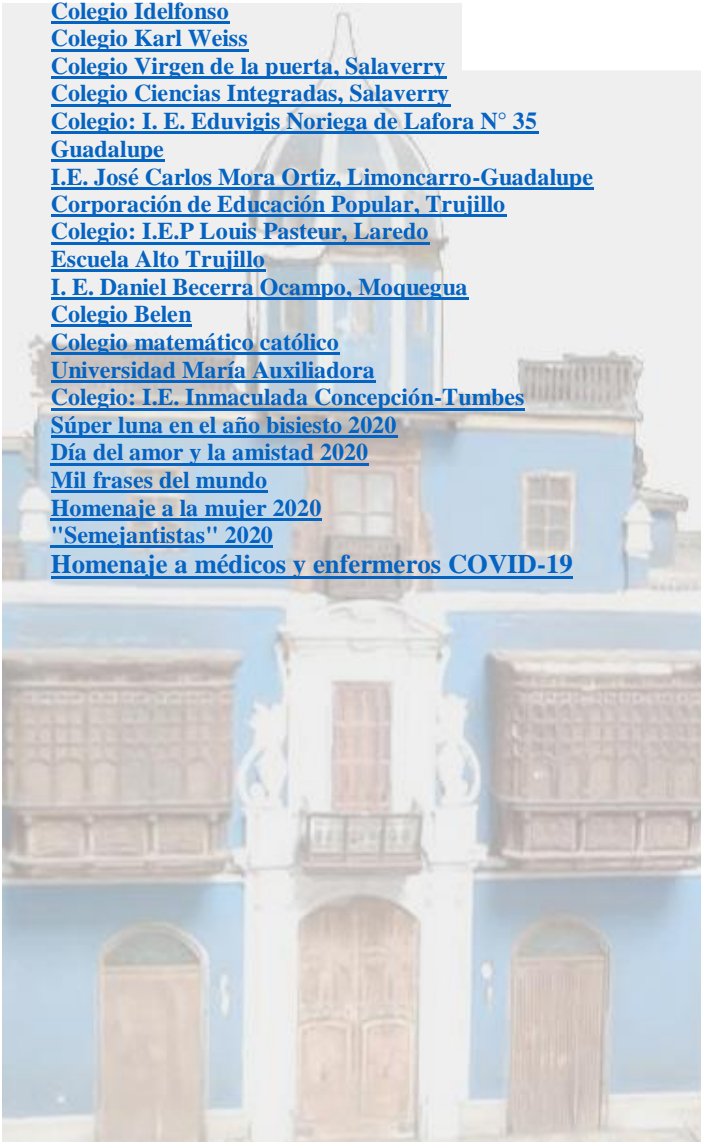 Colegio Idelfonso
Colegio Karl Weiss
Colegio Virgen de la puerta, Salaverry
Colegio Ciencias Integradas, Salaverry
Colegio: I. E. Eduvigis Noriega de Lafora N° 35
Guadalupe
I.E. José Carlos Mora Ortiz, Limoncarro-Guadalupe
Corporación de Educación Popular, Trujillo
Colegio: I.E.P Louis Pasteur, Laredo
Escuela Alto Trujillo
I. E. Daniel Becerra Ocampo, Moquegua
Colegio Belen
Colegio matemático católico
Universidad María Auxiliadora
Colegio: I.E. Inmaculada Concepción-Tumbes
Súper luna en el año bisiesto 2020
Día del amor y la amistad 2020
Mil frases del mundo
Homenaje a la mujer 2020
"Semejantistas" 2020
Homenaje a médicos y enfermeros COVID-19